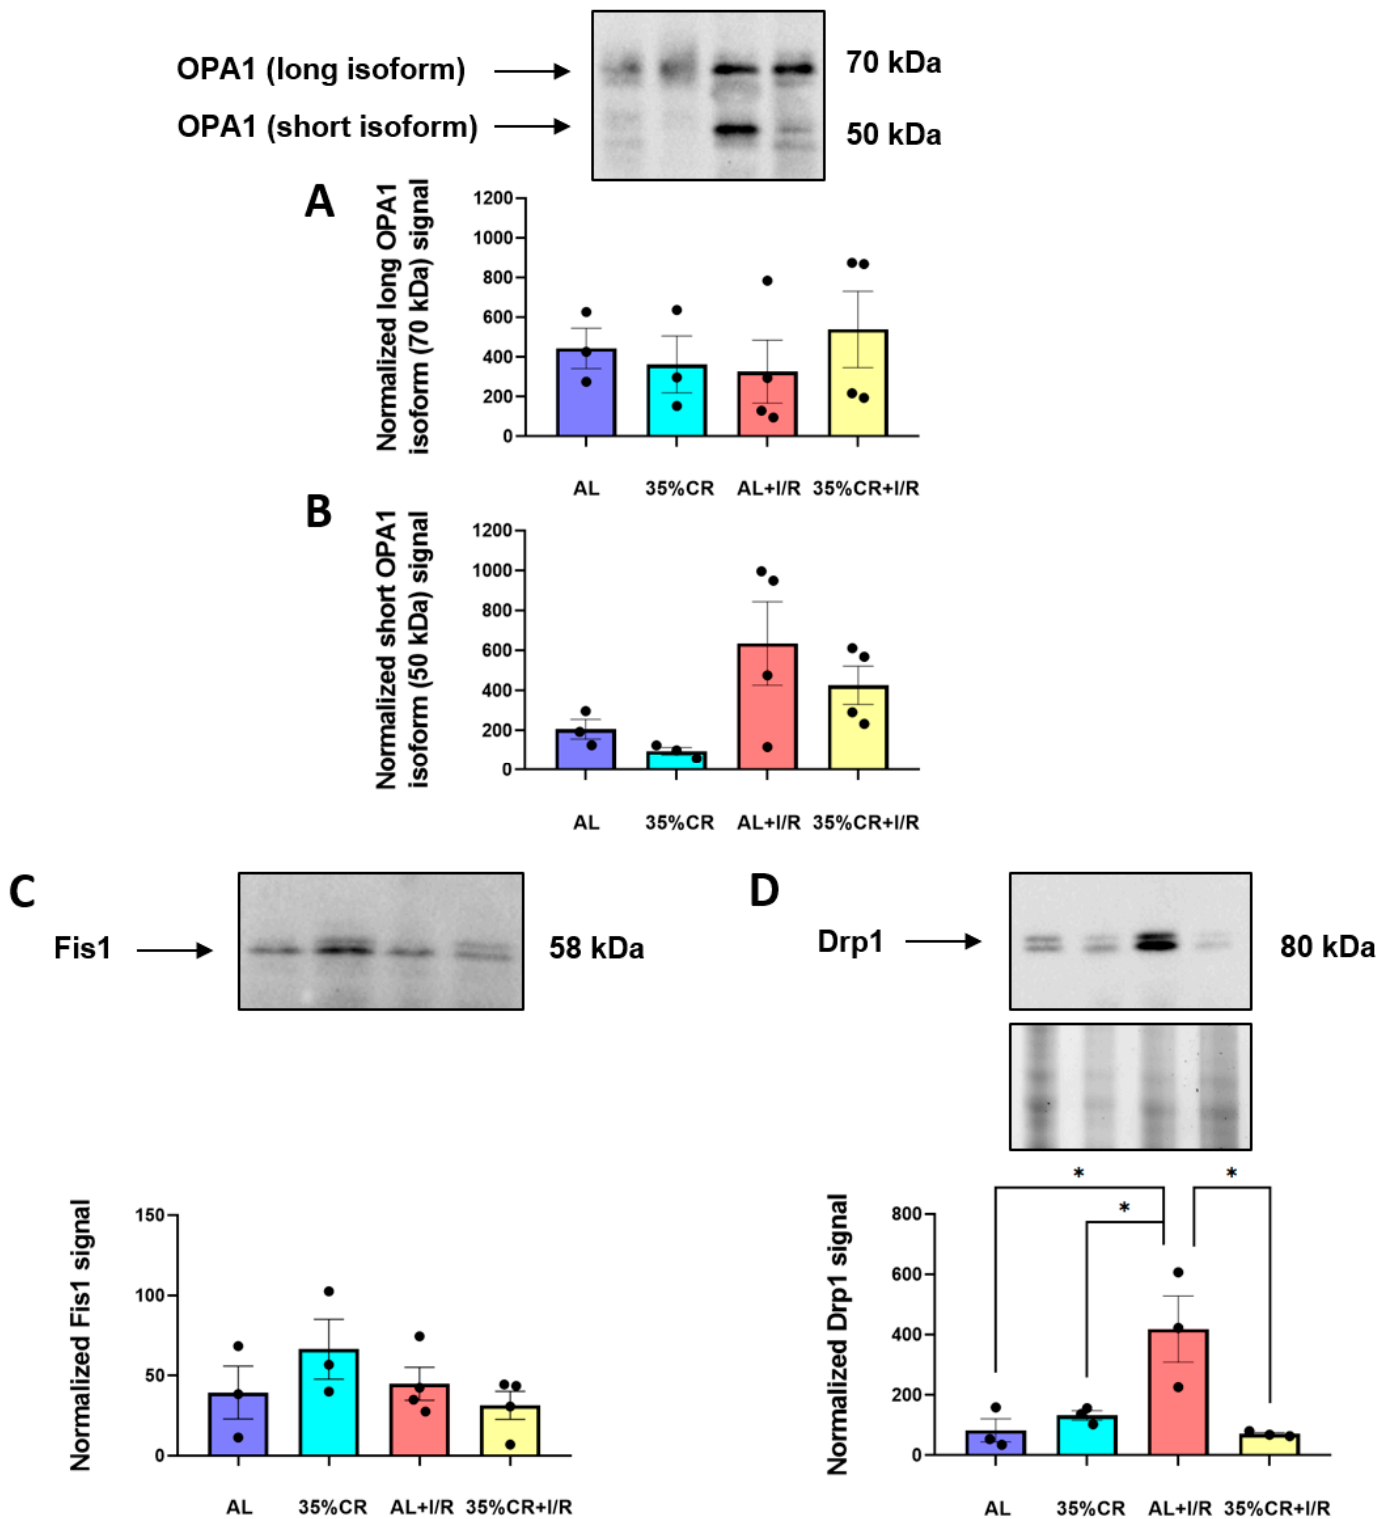 OPA1 (long isoform)
70 kDa
OPA1 (short isoform)
50 kDa
A
Normalized long OPA1
isoform (70 kDa) signal
1200
1000
800
600
400
200
0
AL 35%CR AL+I/R 35%CR+I/R
B
Normalized short OPA1
isoform (50 kDa) signal
1200
1000
800
600
400
200
0
AL 35%CR AL+I/R 35%CR+I/R
C
Fis1
58 kDa
Normalized Fis1 signal
150
100
50
0
AL 35%CR AL+I/R 35%CR+I/R
D
Drp1
80 kDa
* *
*
Normalized Drp1 signal
800
600
400
200
0
AL 35%CR AL+I/R 35%CR+I/R